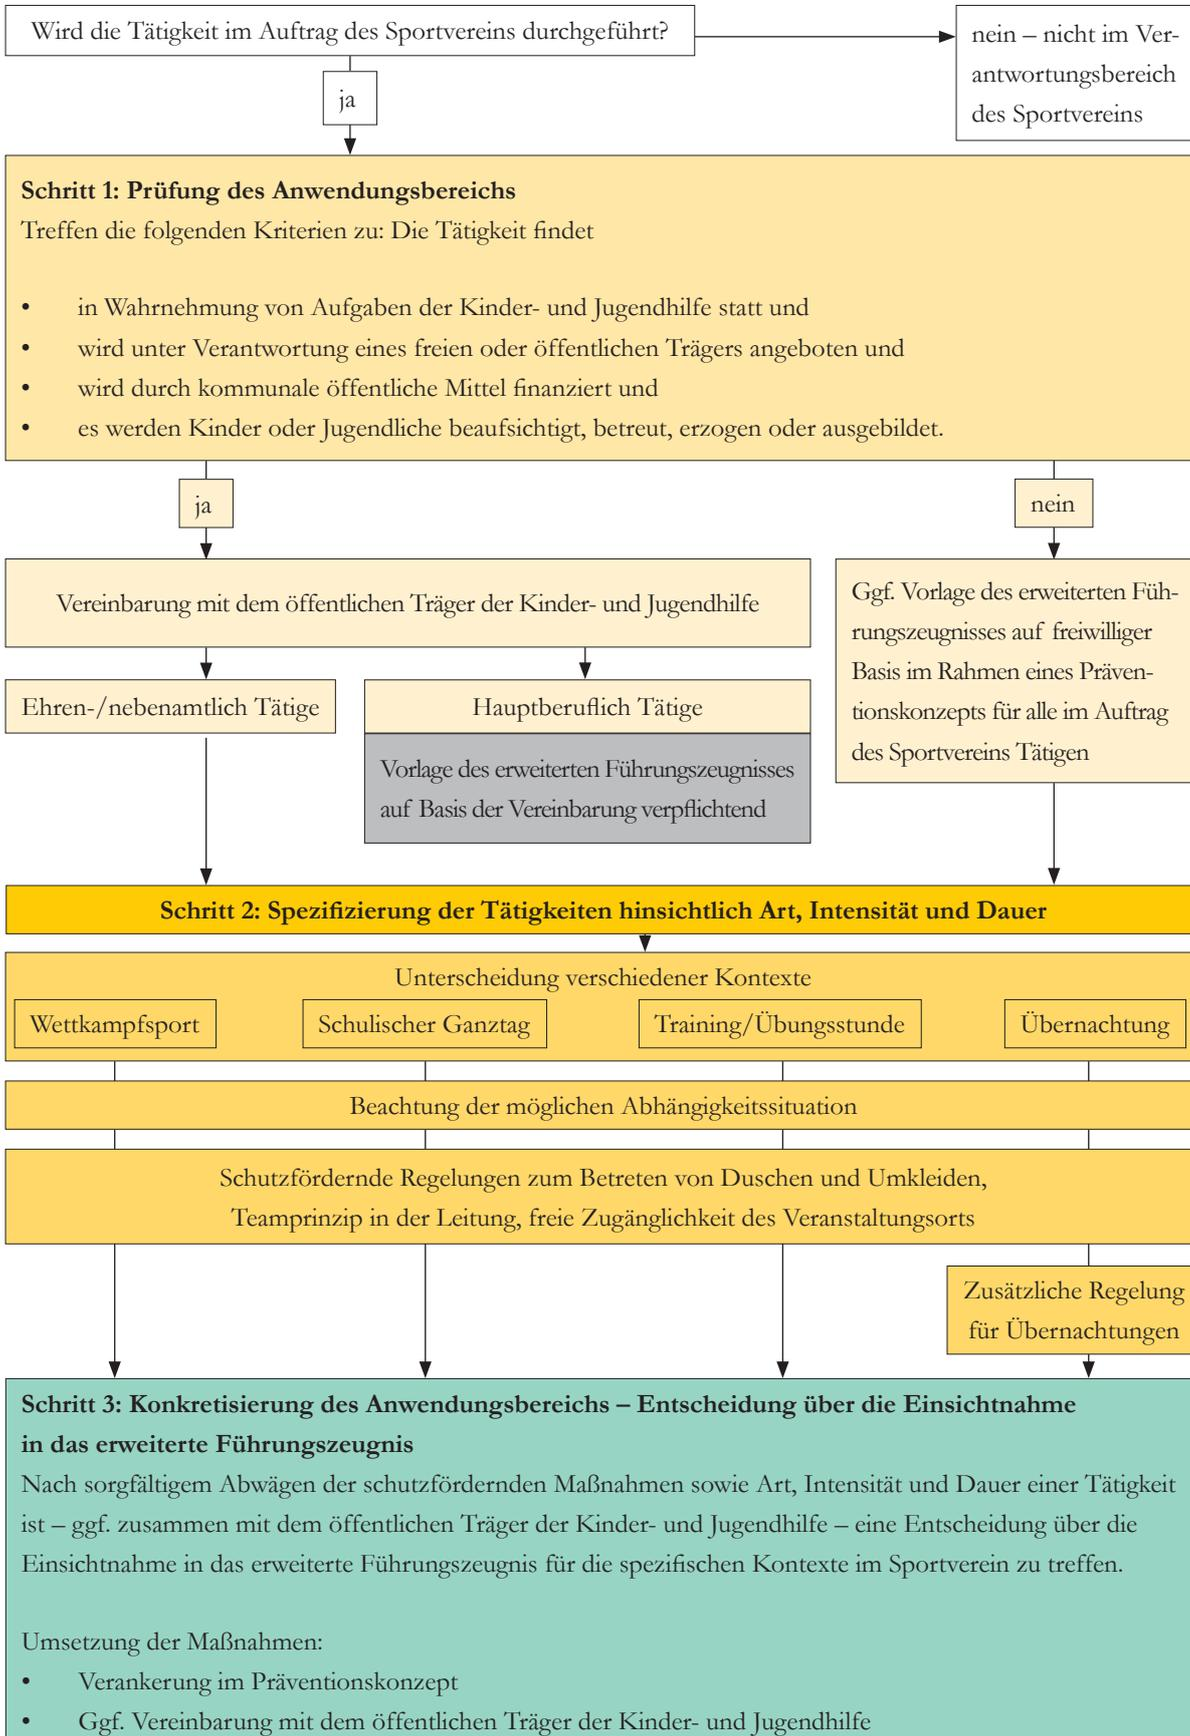 Wird die Tätigkeit im Auftrag des Sportvereins durchgeführt?
nein – nicht im Ver-
antwortungsbereich
des Sportvereins
ja
Schritt 1: Prüfung des Anwendungsbereichs
Treffen die folgenden Kriterien zu: Die Tätigkeit findet
• in Wahrnehmung von Aufgaben der Kinder- und Jugendhilfe statt und
• wird unter Verantwortung eines freien oder öffentlichen Trägers angeboten und
• wird durch kommunale öffentliche Mittel finanziert und
• es werden Kinder oder Jugendliche beaufsichtigt, betreut, erzogen oder ausgebildet.
ja
nein
Vereinbarung mit dem öffentlichen Träger der Kinder- und Jugendhilfe
Ggf. Vorlage des erweiterten Füh-
rungszeugnisses auf freiwilliger
Basis im Rahmen eines Präven-
tionskonzepts für alle im Auftrag
des Sportvereins Tätigen
Ehren-/nebenamtlich Tätige
Hauptberuflich Tätige
Vorlage des erweiterten Führungszeugnisses
auf Basis der Vereinbarung verpflichtend
Schritt 2: Spezifizierung der Tätigkeiten hinsichtlich Art, Intensität und Dauer
Unterscheidung verschiedener Kontexte
Wettkampfsport
Schulischer Ganztag
Training/Übungsstunde
Übernachtung
Beachtung der möglichen Abhängigkeitssituation
Schutzfördernde Regelungen zum Betreten von Duschen und Umkleiden,
Teamprinzip in der Leitung, freie Zugänglichkeit des Veranstaltungsorts
Zusätzliche Regelung
für Übernachtungen
Schritt 3: Konkretisierung des Anwendungsbereichs – Entscheidung über die Einsichtnahme
in das erweiterte Führungszeugnis
Nach sorgfältigem Abwägen der schutzfördernden Maßnahmen sowie Art, Intensität und Dauer einer Tätigkeit
ist – ggf. zusammen mit dem öffentlichen Träger der Kinder- und Jugendhilfe – eine Entscheidung über die
Einsichtnahme in das erweiterte Führungszeugnis für die spezifischen Kontexte im Sportverein zu treffen.
Umsetzung der Maßnahmen:
• Verankerung im Präventionskonzept
• Ggf. Vereinbarung mit dem öffentlichen Träger der Kinder- und Jugendhilfe